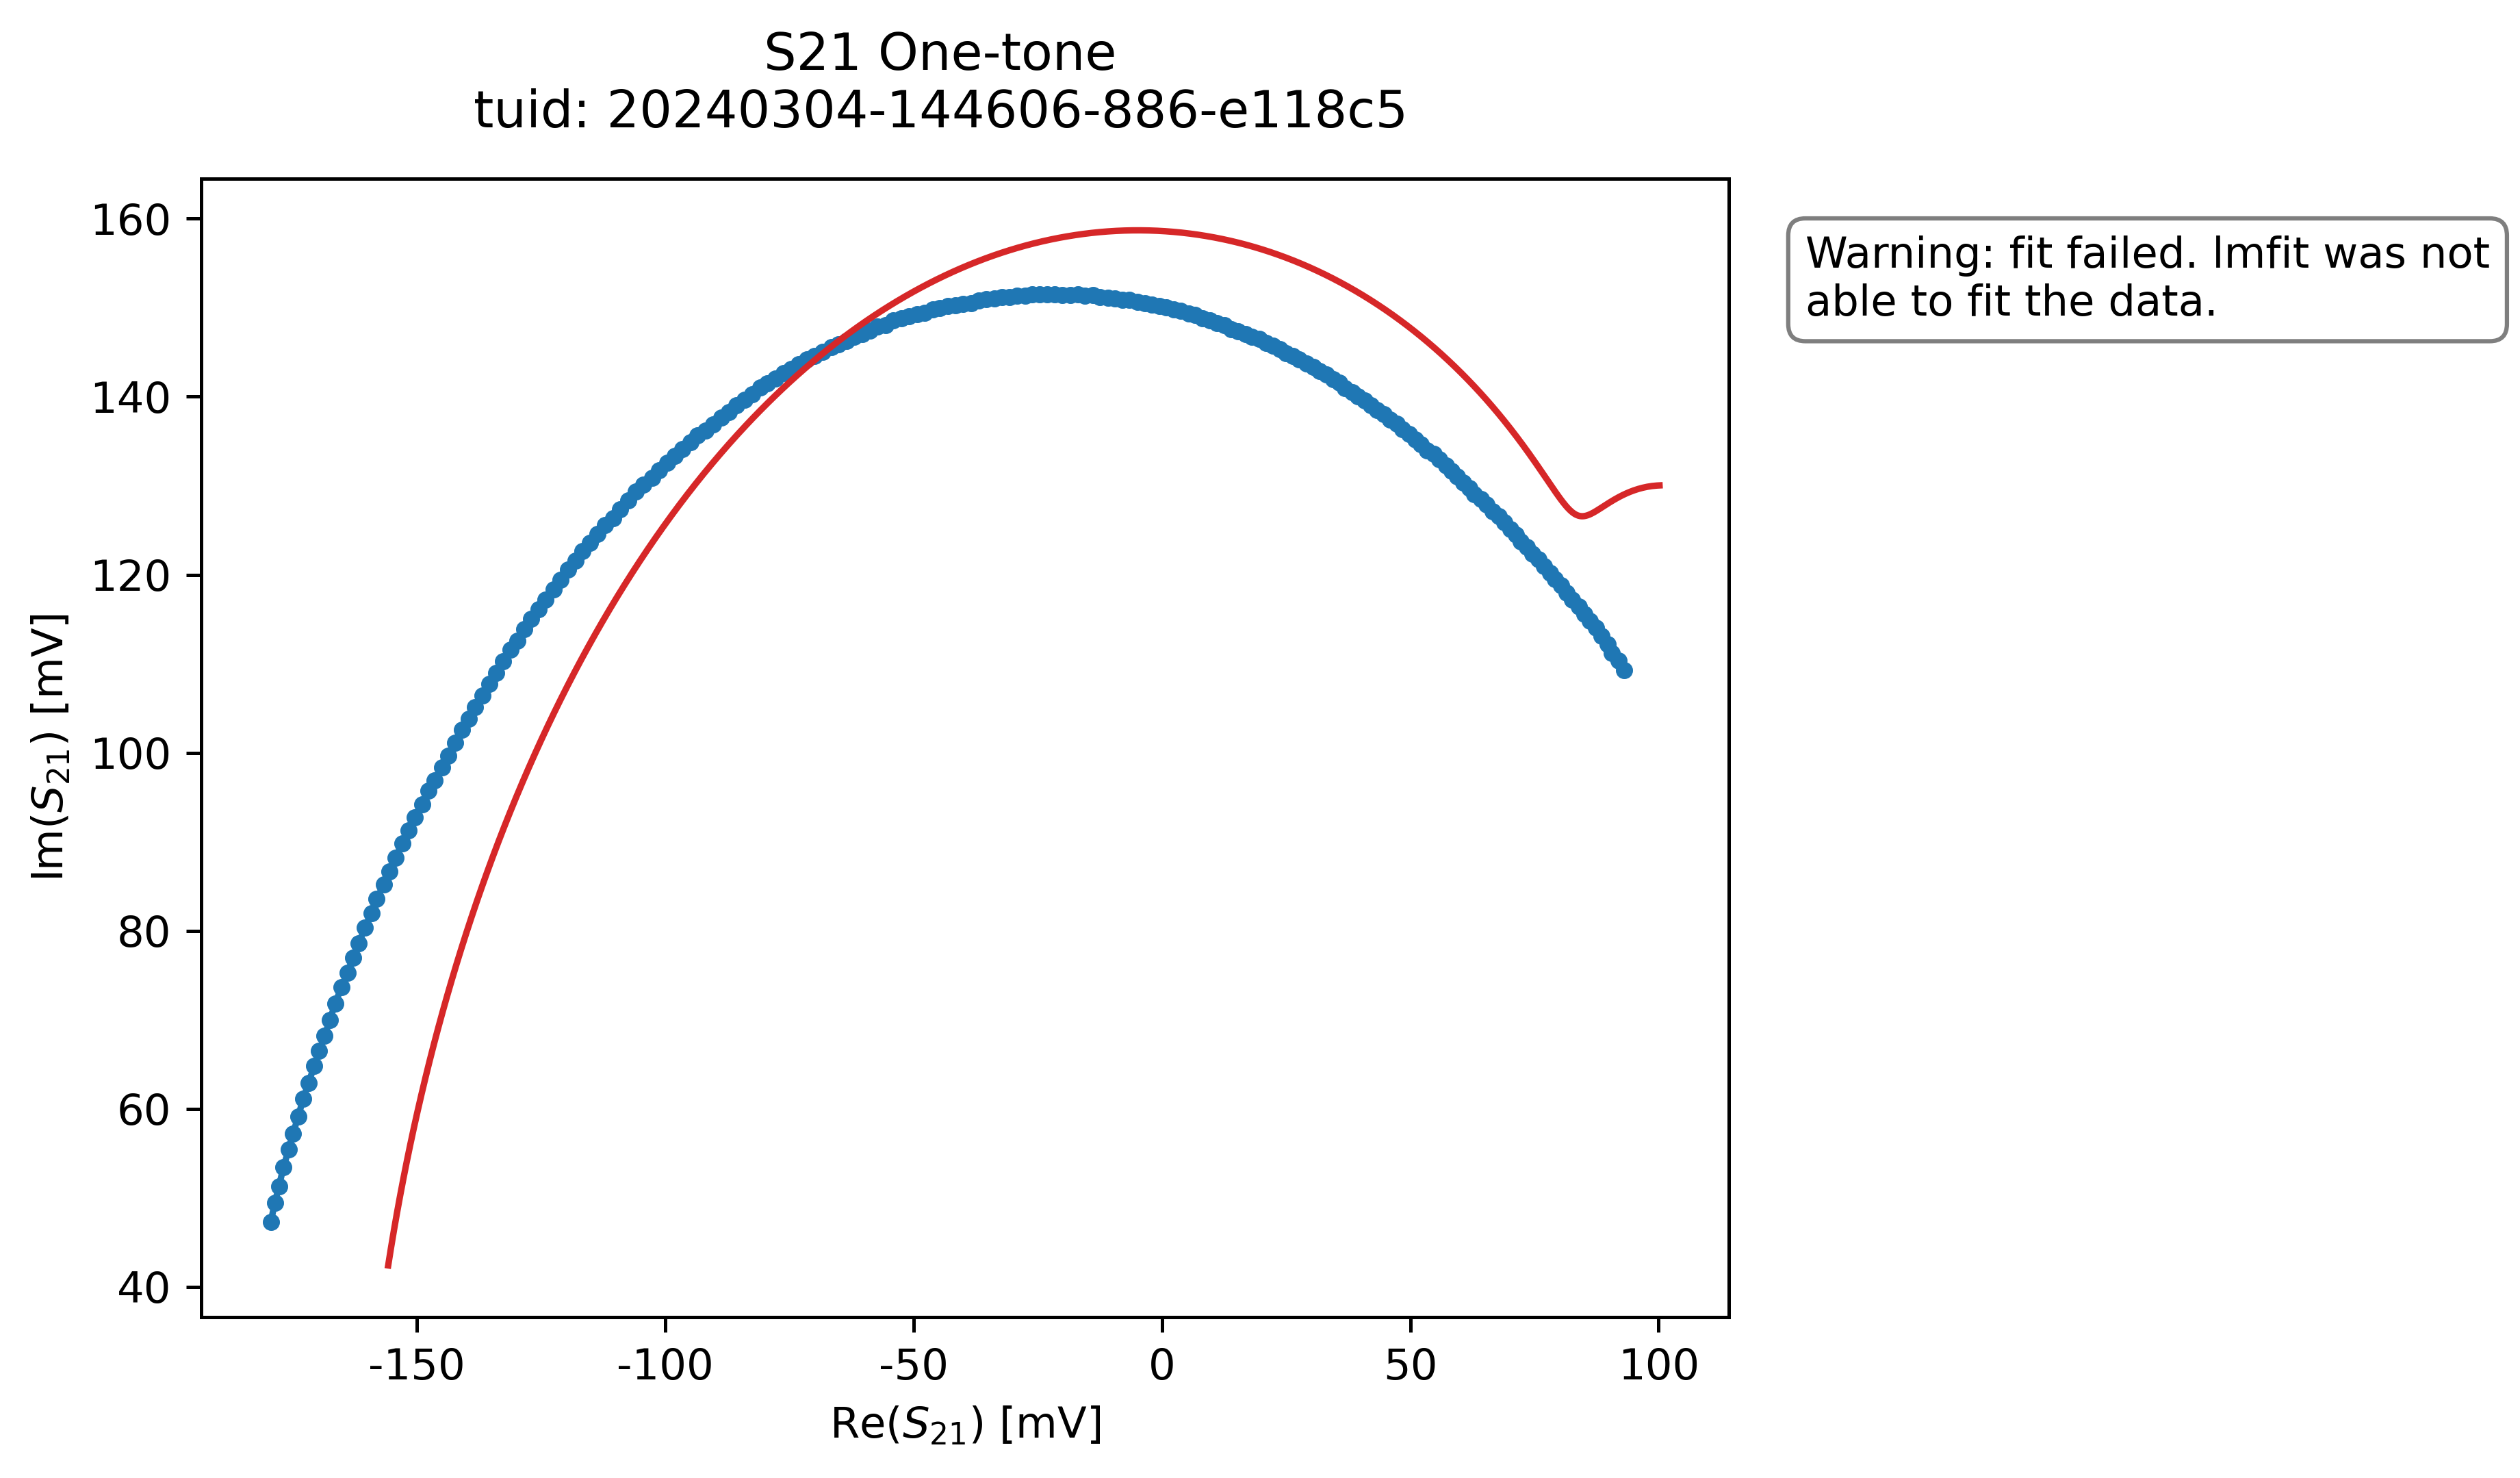 S21 One-tone
tuid: 20240304-144606-886-e118c5
160
140
120
100
80
60
40
Im(S21) [mV]
-150
-100
-50
0
50
100
Re(S21) [mV]
Warning: fit failed. lmfit was not
able to fit the data.